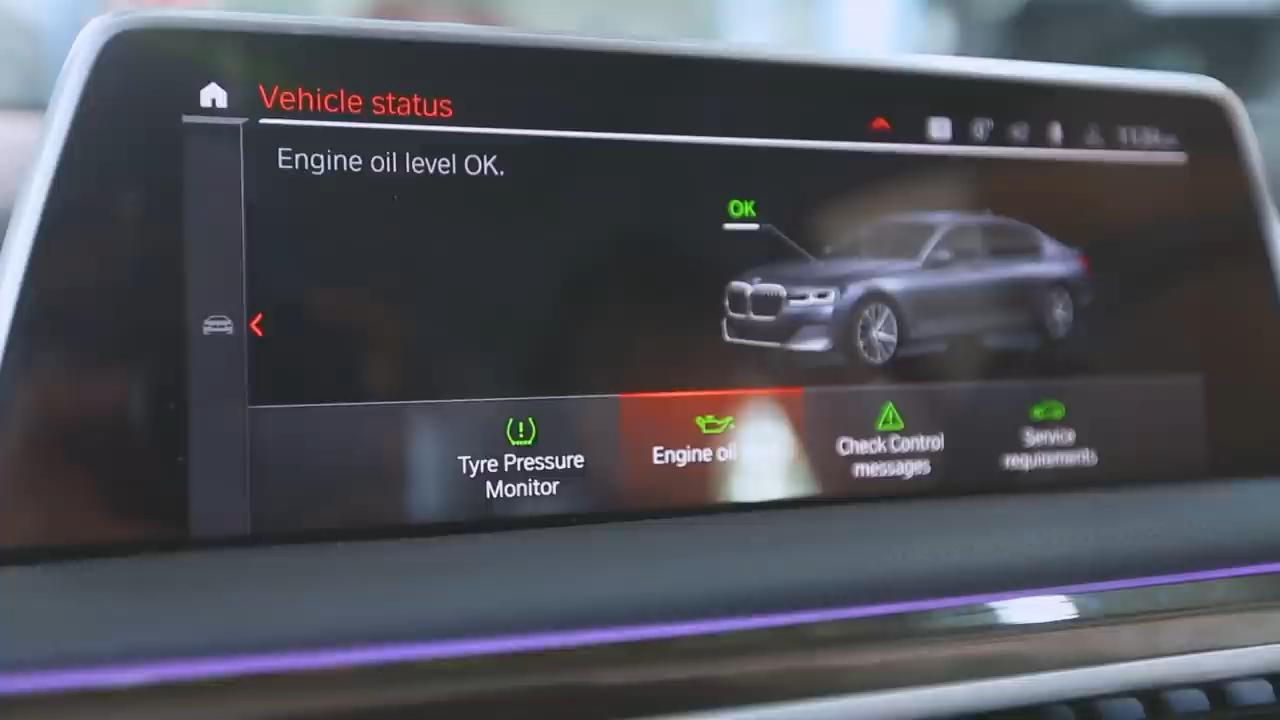 Vehicle status
Engine oil level OK.
OK
Tyre Pressure
Monitor
Engine oil
Check Control
messages
Service
requirements